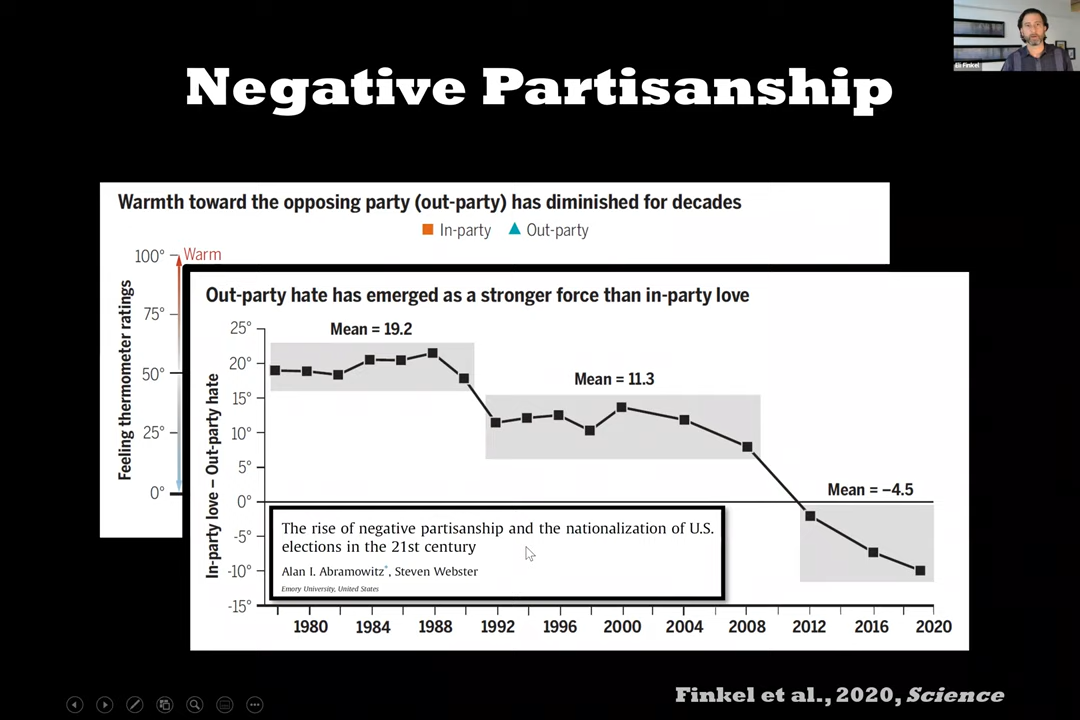 Eli Finkel
Negative Partisanship
Warmth toward the opposing party (out-party) has diminished for decades
In-party Out-party
Feeling thermometer ratings
100° Warm
75°
50°
25°
0°
Out-party hate has emerged as a stronger force than in-party love
In-party love – Out-party hate
25°
20°
15°
10°
5°
0°
-5°
-10°
-15°
Mean = 19.2
Mean = 11.3
Mean = –4.5
The rise of negative partisanship and the nationalization of U.S.
elections in the 21st century
Alan I. Abramowitz*, Steven Webster
Emory University, United States
1980 1984 1988 1992 1996 2000 2004 2008 2012 2016 2020
Finkel et al., 2020, Science